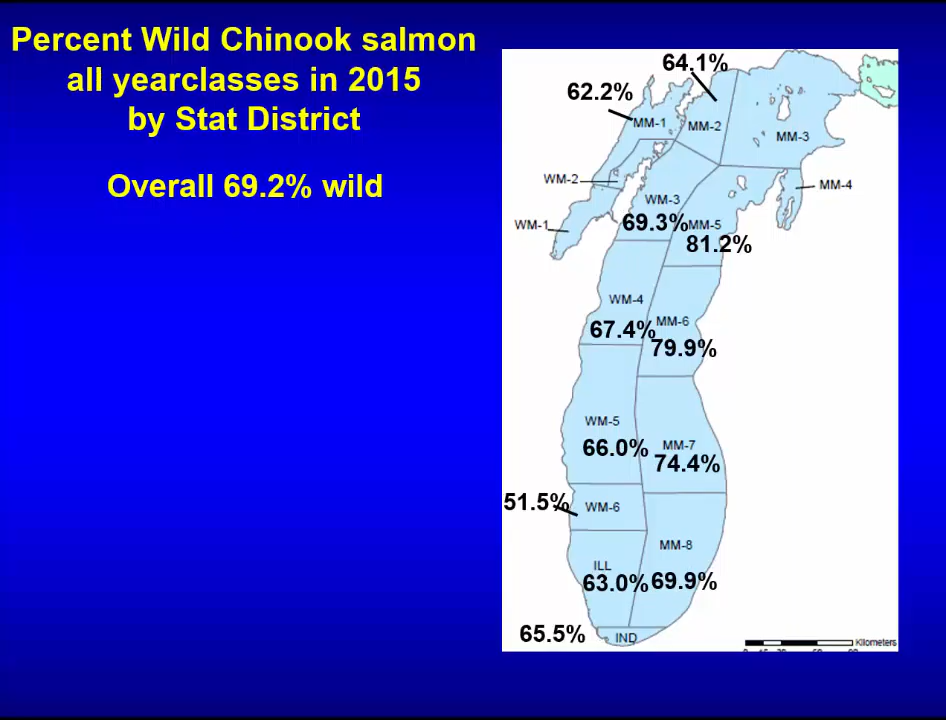 Percent Wild Chinook salmon
all yearclasses in 2015
by Stat District
Overall 69.2% wild
64.1%
62.2%
MM-1
MM-2
MM-3
WM-2
MM-4
WM-3
WM-1
69.3%
MM-5
81.2%
WM-4
MM-6
67.4%
79.9%
WM-5
MM-7
66.0%
74.4%
51.5%
WM-6
MM-8
ILL
63.0%
69.9%
65.5%
IND
Kilometers